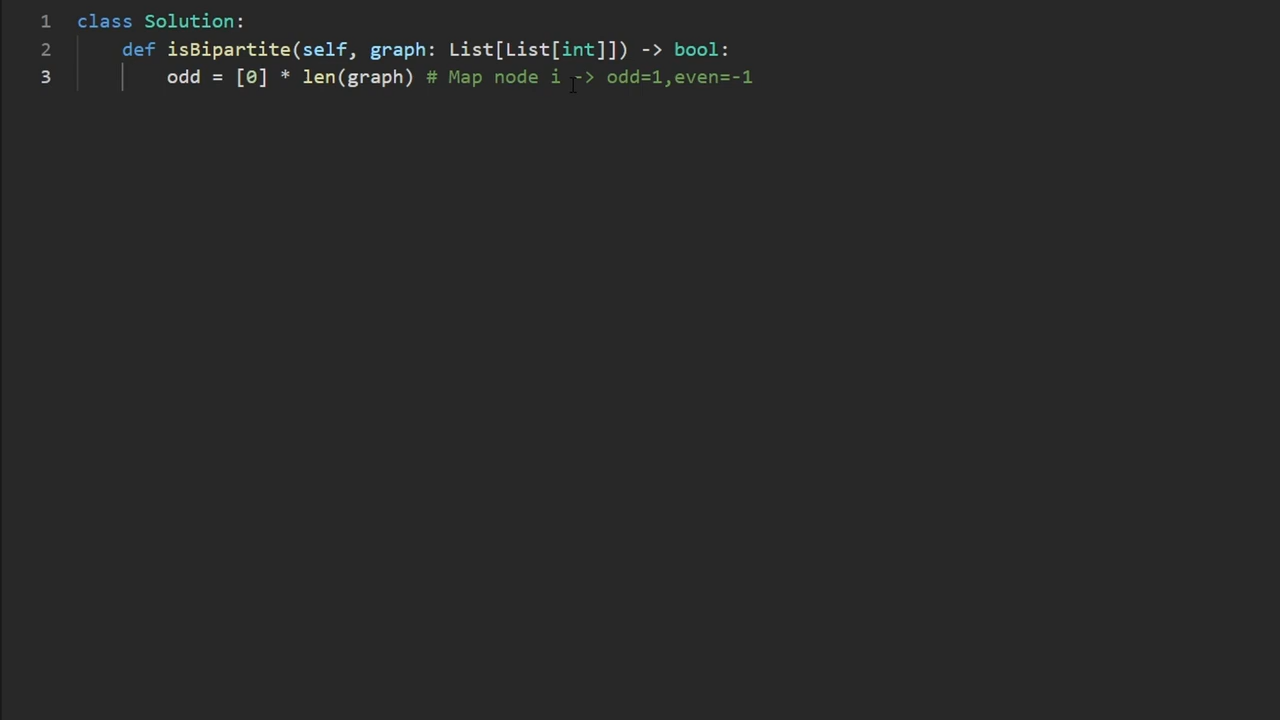 1 class Solution:
2 def isBipartite(self, graph: List[List[int]]) -> bool:
3 odd = [0] * len(graph) # Map node i -> odd=1,even=-1